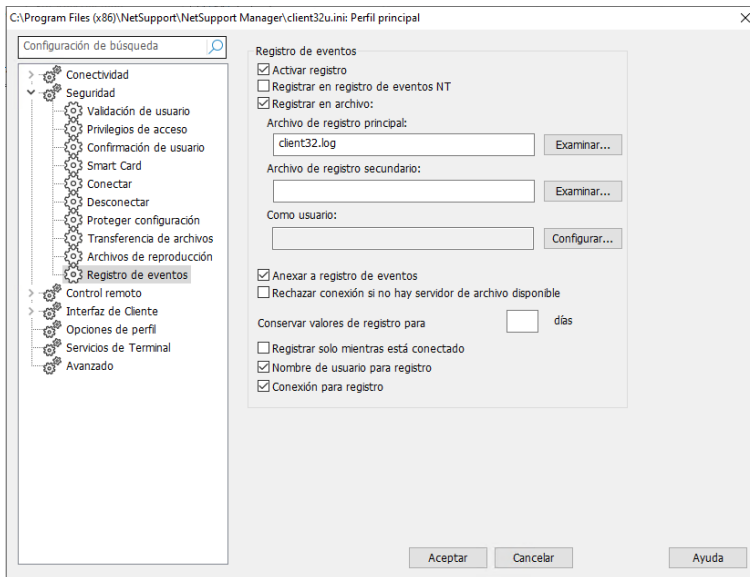 C:\Program Files (x86)\NetSupport\NetSupport Manager\client32u.ini: Perfil principal
Configuración de búsqueda
Conectividad
Seguridad
Validación de usuario
Privilegios de acceso
Confirmación de usuario
Smart Card
Conectar
Desconectar
Proteger configuración
Transferencia de archivos
Archivos de reproducción
Registro de eventos
Control remoto
Interfaz de Cliente
Opciones de perfil
Servicios de Terminal
Avanzado
Registro de eventos
Activar registro
Registrar en registro de eventos NT
Registrar en archivo:
Archivo de registro principal:
client32.log
Examinar...
Archivo de registro secundario:
Examinar...
Como usuario:
Configurar...
Anexar a registro de eventos
Rechazar conexión si no hay servidor de archivo disponible
Conservar valores de registro para días
Registrar solo mientras está conectado
Nombre de usuario para registro
Conexión para registro
Aceptar Cancelar Ayuda